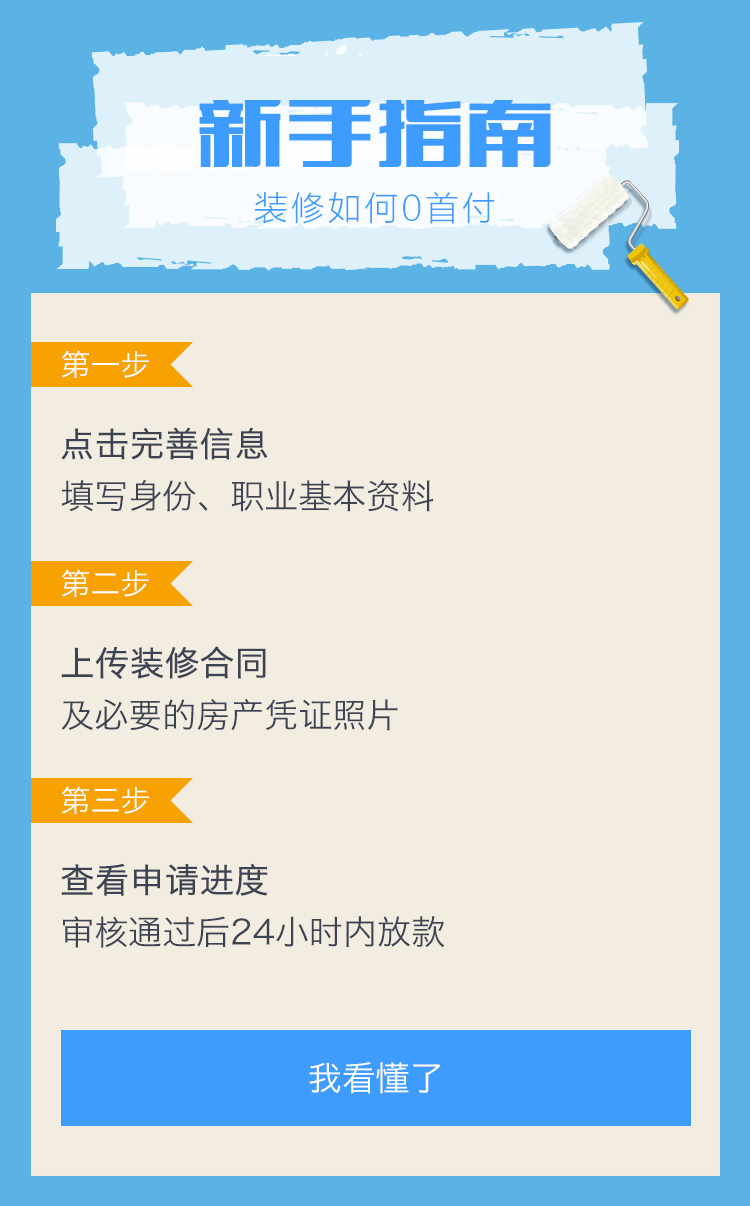 新手指南
装修如何0首付
第一步
点击完善信息
填写身份、职业基本资料
第二步
上传装修合同
及必要的房产凭证照片
第三步
查看申请进度
审核通过后24小时内放款
我看懂了